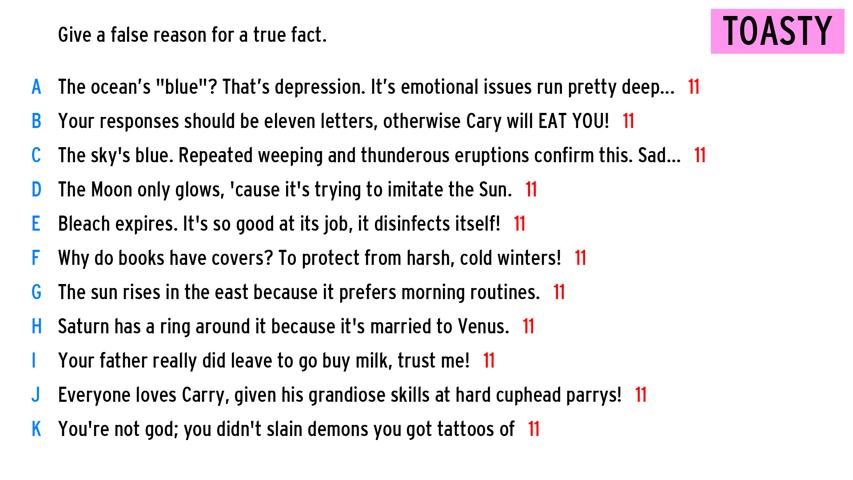 Give a false reason for a true fact.
TOASTY
A The ocean's "blue"? That's depression. It's emotional issues run pretty deep... 11
B Your responses should be eleven letters, otherwise Cary will EAT YOU! 11
C The sky's blue. Repeated weeping and thunderous eruptions confirm this. Sad... 11
D The Moon only glows, 'cause it's trying to imitate the Sun. 11
E Bleach expires. It's so good at its job, it disinfects itself! 11
F Why do books have covers? To protect from harsh, cold winters! 11
G The sun rises in the east because it prefers morning routines. 11
H Saturn has a ring around it because it's married to Venus. 11
I Your father really did leave to go buy milk, trust me! 11
J Everyone loves Carry, given his grandiose skills at hard cuphead parrys! 11
K You're not god; you didn't slain demons you got tattoos of 11